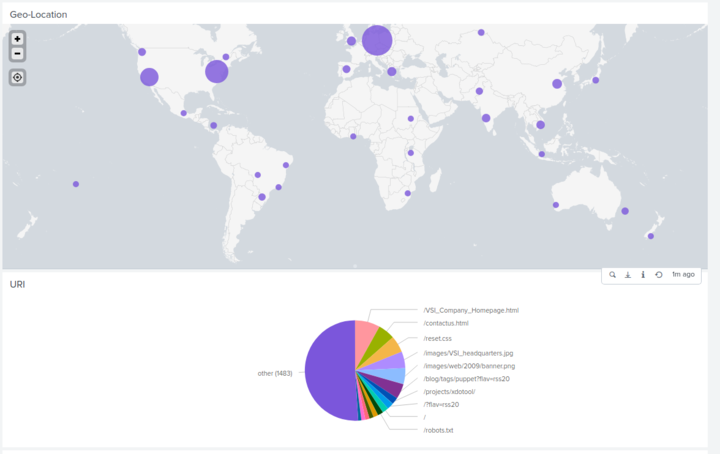 Geo-Location
+
−
1m ago
URI
/VSI_Company_Homepage.html
/contactus.html
/reset.css
/images/VSI_headquarters.jpg
/images/web/2009/banner.png
other (1483)
/blog/tags/puppet?flav=rss20
/projects/xdotool/
/?flav=rss20
/
/robots.txt